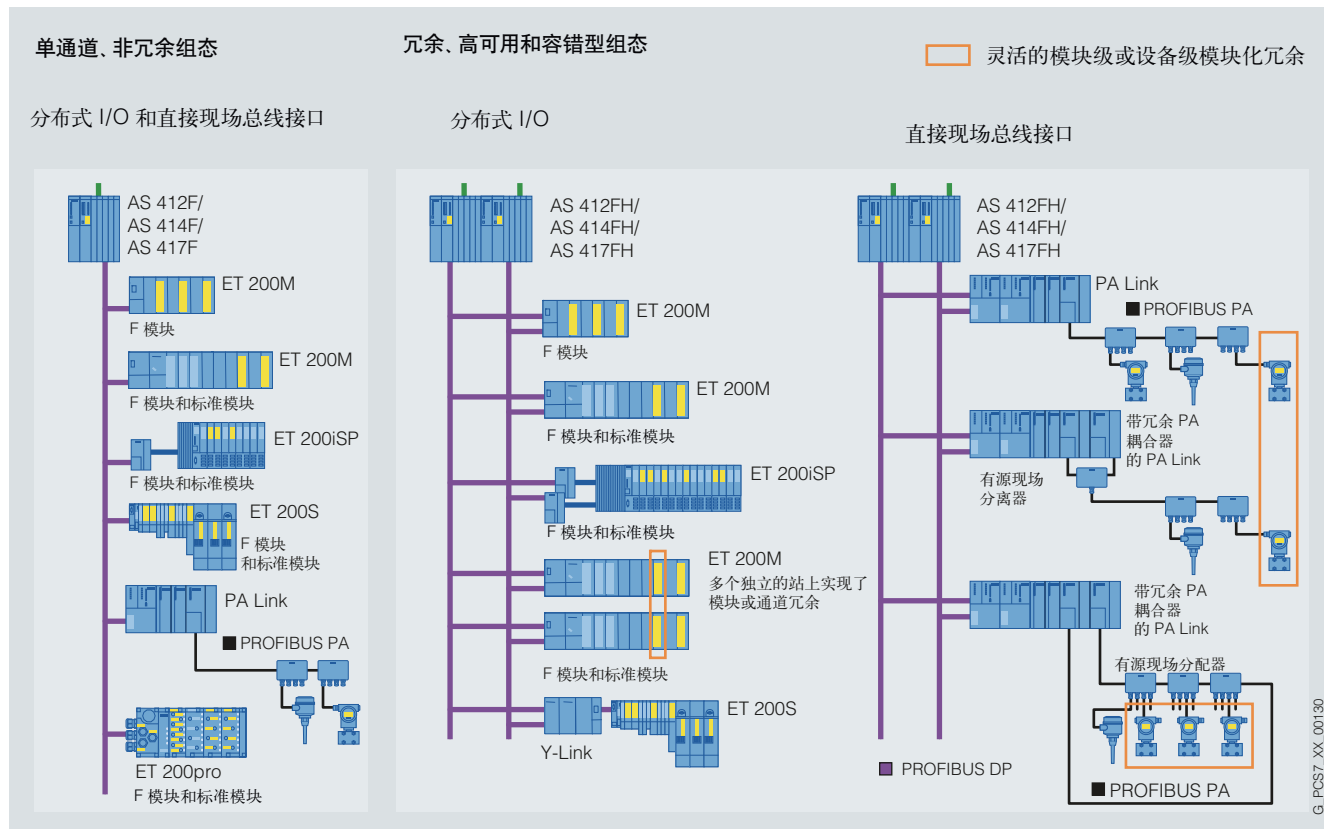 单通道、非冗余组态
冗余、高可用和容错型组态
灵活的模块级或设备级模块化冗余
分布式 I/O 和直接现场总线接口
分布式 I/O
直接现场总线接口
AS 412F/
AS 414F/
AS 417F
ET 200M
F 模块
ET 200M
F 模块和标准模块
ET 200iSP
F 模块和标准模块
ET 200S
F 模块
和标准模块
PA Link
PROFIBUS PA
ET 200pro
F 模块和标准模块
AS 412FH/
AS 414FH/
AS 417FH
ET 200M
F 模块
ET 200M
F 模块和标准模块
ET 200iSP
F 模块和标准模块
ET 200M
多个独立的站上实现了
模块或通道冗余
F 模块和标准模块
ET 200S
Y-Link
AS 412FH/
AS 414FH/
AS 417FH
PA Link
PROFIBUS PA
带冗余 PA
耦合器
的 PA Link
有源现场
分离器
带冗余 PA
耦合器
的 PA Link
有源现场分配器
PROFIBUS DP
PROFIBUS PA
G_PCS7_XX_00130